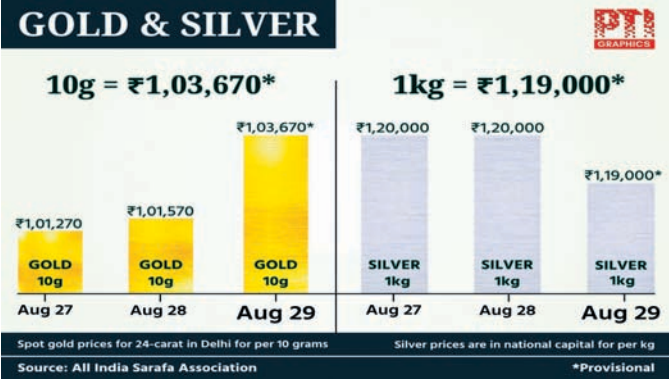 GOLD & SILVER
PTI
GRAPHICS
10g = ₹1,03,670*
1kg = ₹1,19,000*
₹1,01,270
₹1,01,570
₹1,03,670*
₹1,20,000
₹1,20,000
₹1,19,000*
GOLD
10g
GOLD
10g
GOLD
10g
SILVER
1kg
SILVER
1kg
SILVER
1kg
Aug 27
Aug 28
Aug 29
Aug 27
Aug 28
Aug 29
Spot gold prices for 24-carat in Delhi for per 10 grams
Silver prices are in national capital for per kg
Source: All India Sarafa Association
*Provisional